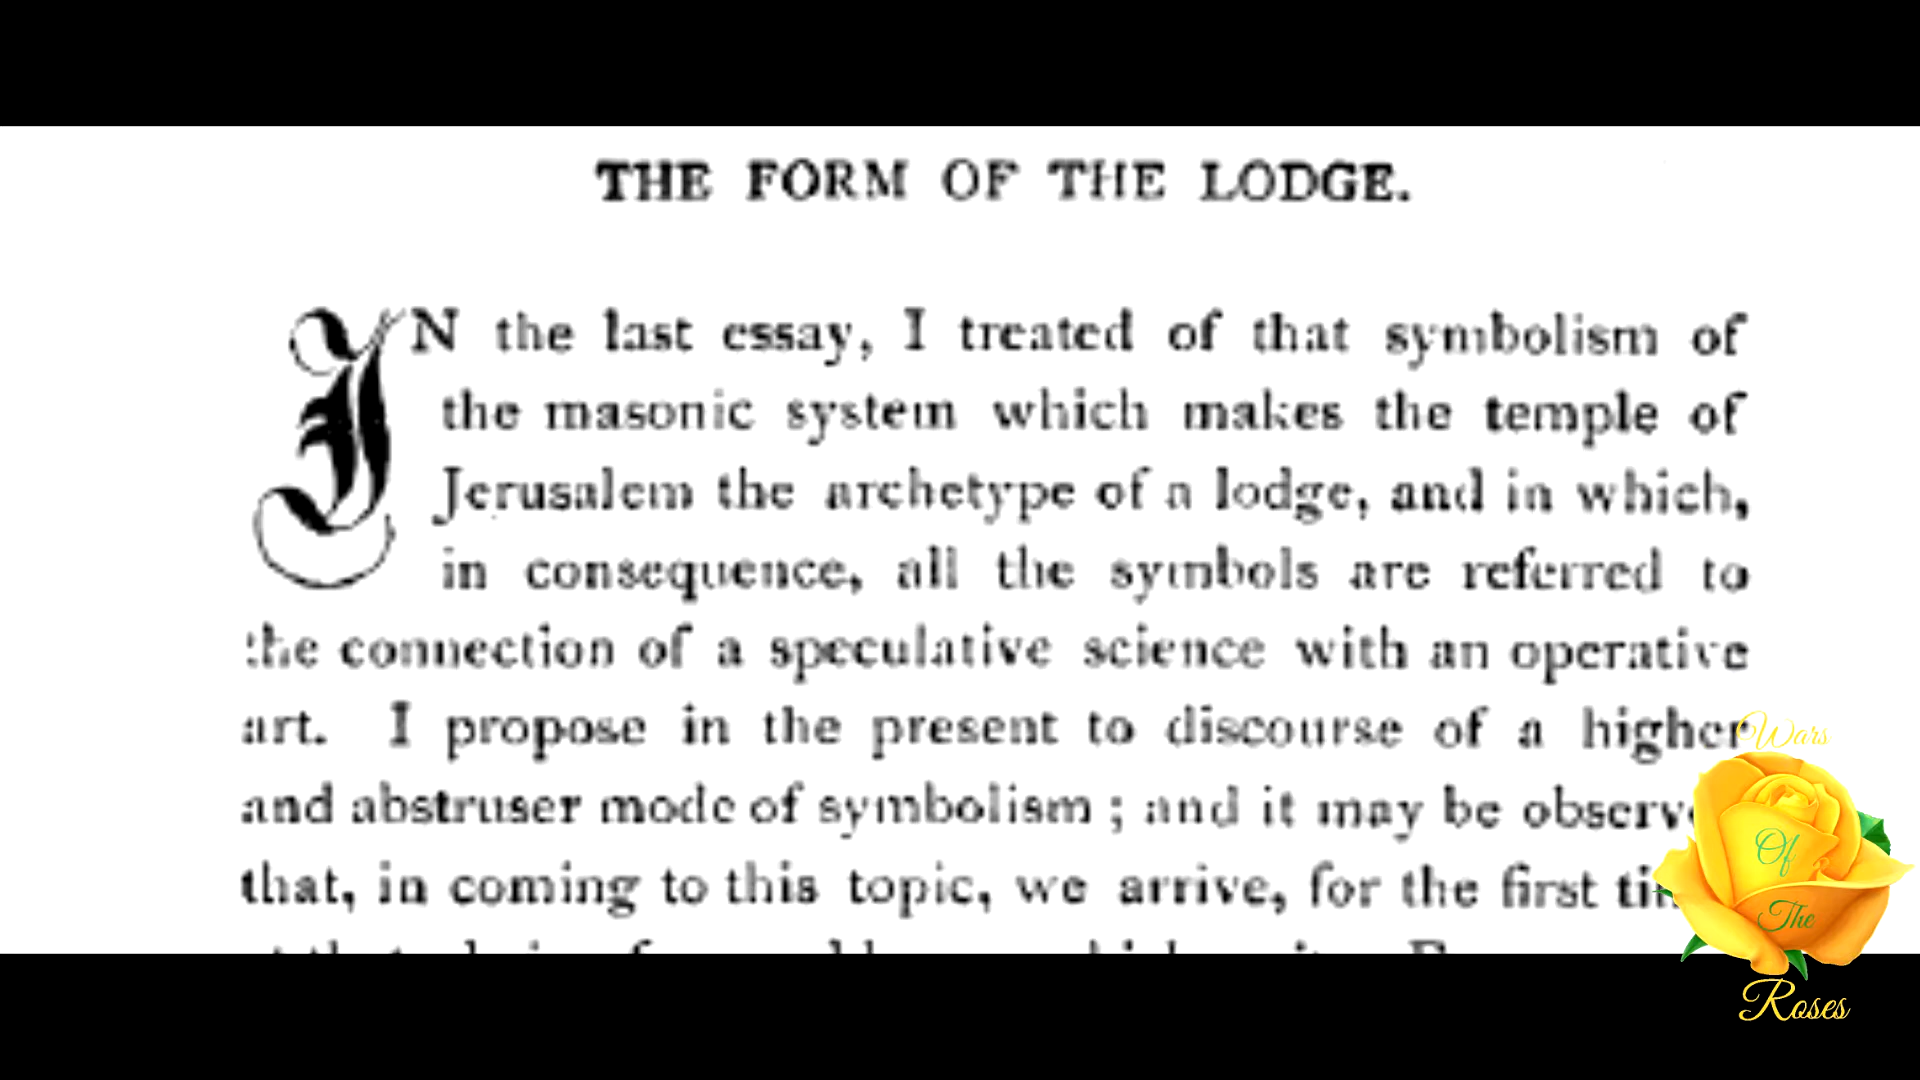 THE FORM OF THE LODGE.
IN the last essay, I treated of that symbolism of
the masonic system which makes the temple of
Jerusalem the archetype of a lodge, and in which,
in consequence, all the symbols are referred to
the connection of a speculative science with an operative
art. I propose in the present to discourse of a higher
and abstruser mode of symbolism ; and it may be
that, in coming to this topic, we arrive, for the first
Wars
Of
The
Roses